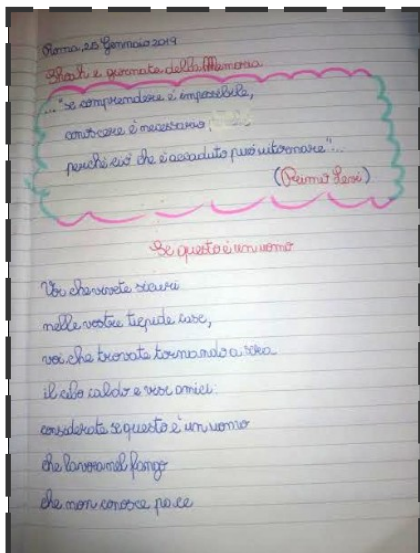 Roma, 25 Gennaio 2019
Shoah e giornata della Memoria
..."se comprendere è impossibile,
conoscere è necessario,
perché ciò che è accaduto può ritornare"...
(Primo Levi)
Se questo è un uomo
Voi che vivete sicuri
nelle vostre tiepide case,
voi che trovate tornando a sera
il cibo caldo e visi amici:
considerate se questo è un uomo
che lavora nel fango
che non conosce pace